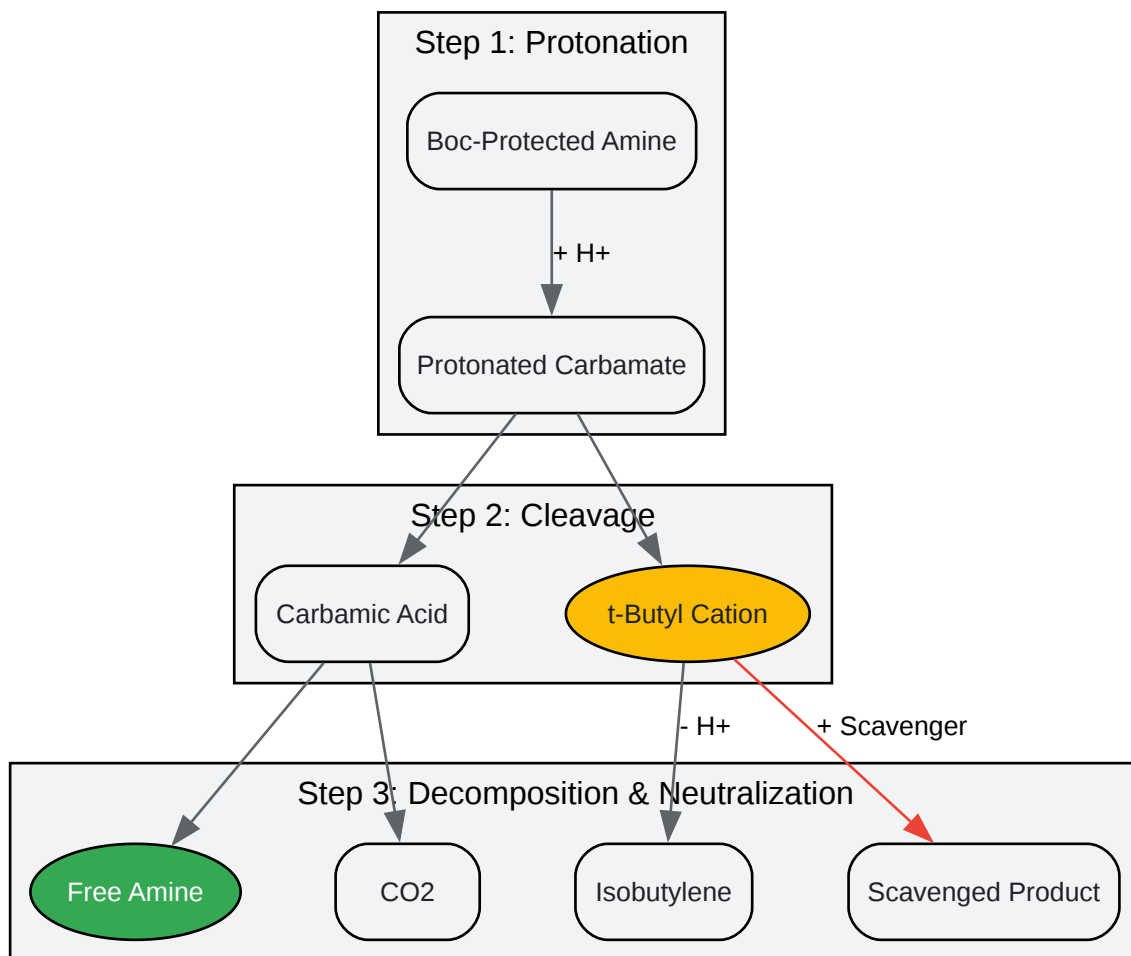 Step 1: Protonation
Boc-Protected Amine
+ H+
Protonated Carbamate
Step 2: Cleavage
Carbamic Acid
t-Butyl Cation
- H+
+ Scavenger
Step 3: Decomposition & Neutralization
Free Amine
CO2
Isobutylene
Scavenged Product